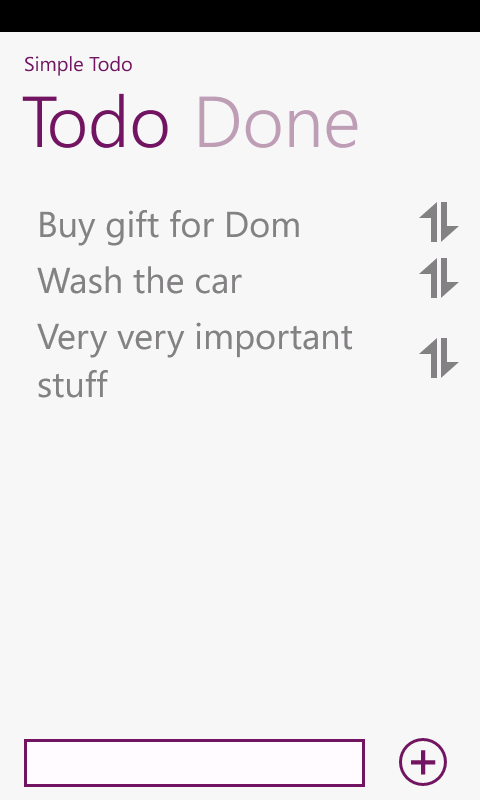 Simple Todo
Todo Done
Buy gift for Dom
Wash the car
Very very important
stuff